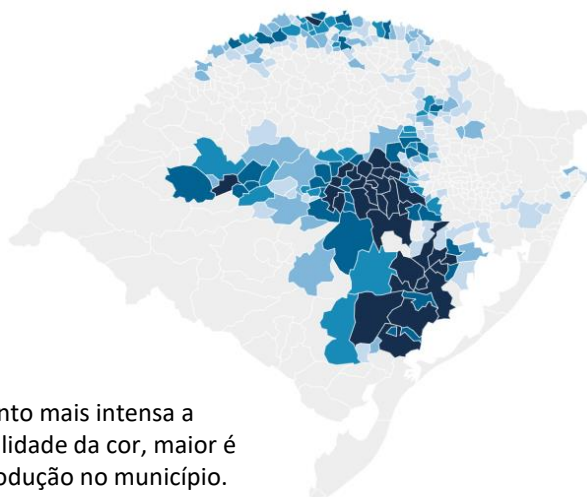 nto mais intensa a
lidade da cor, maior é
odução no município.